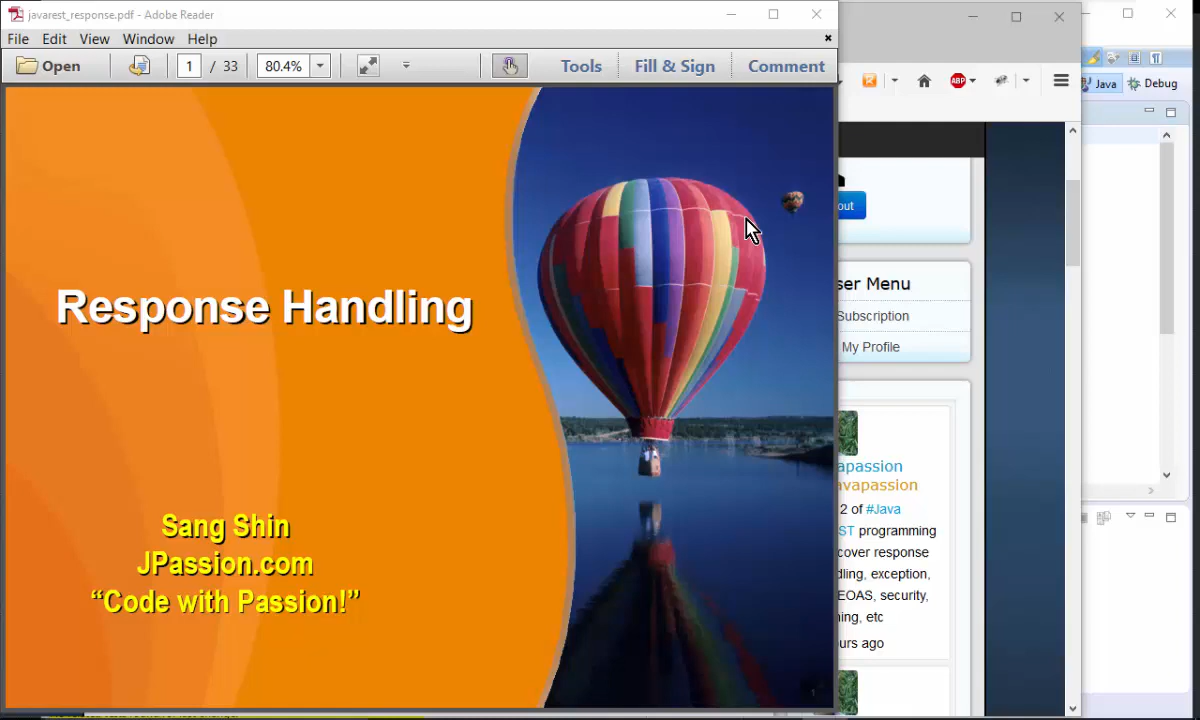 javarest_response.pdf - Adobe Reader
File Edit View Window Help
Open 1 / 33 80.4% Tools Fill & Sign Comment
Response Handling
Sang Shin
JPassion.com
“Code with Passion!”
ABP
out
ser Menu
Subscription
My Profile
apassion
avapassion
2 of #Java
ST programming
cover response
dling, exception,
EOAS, security,
ing, etc
urs ago
Java Debug